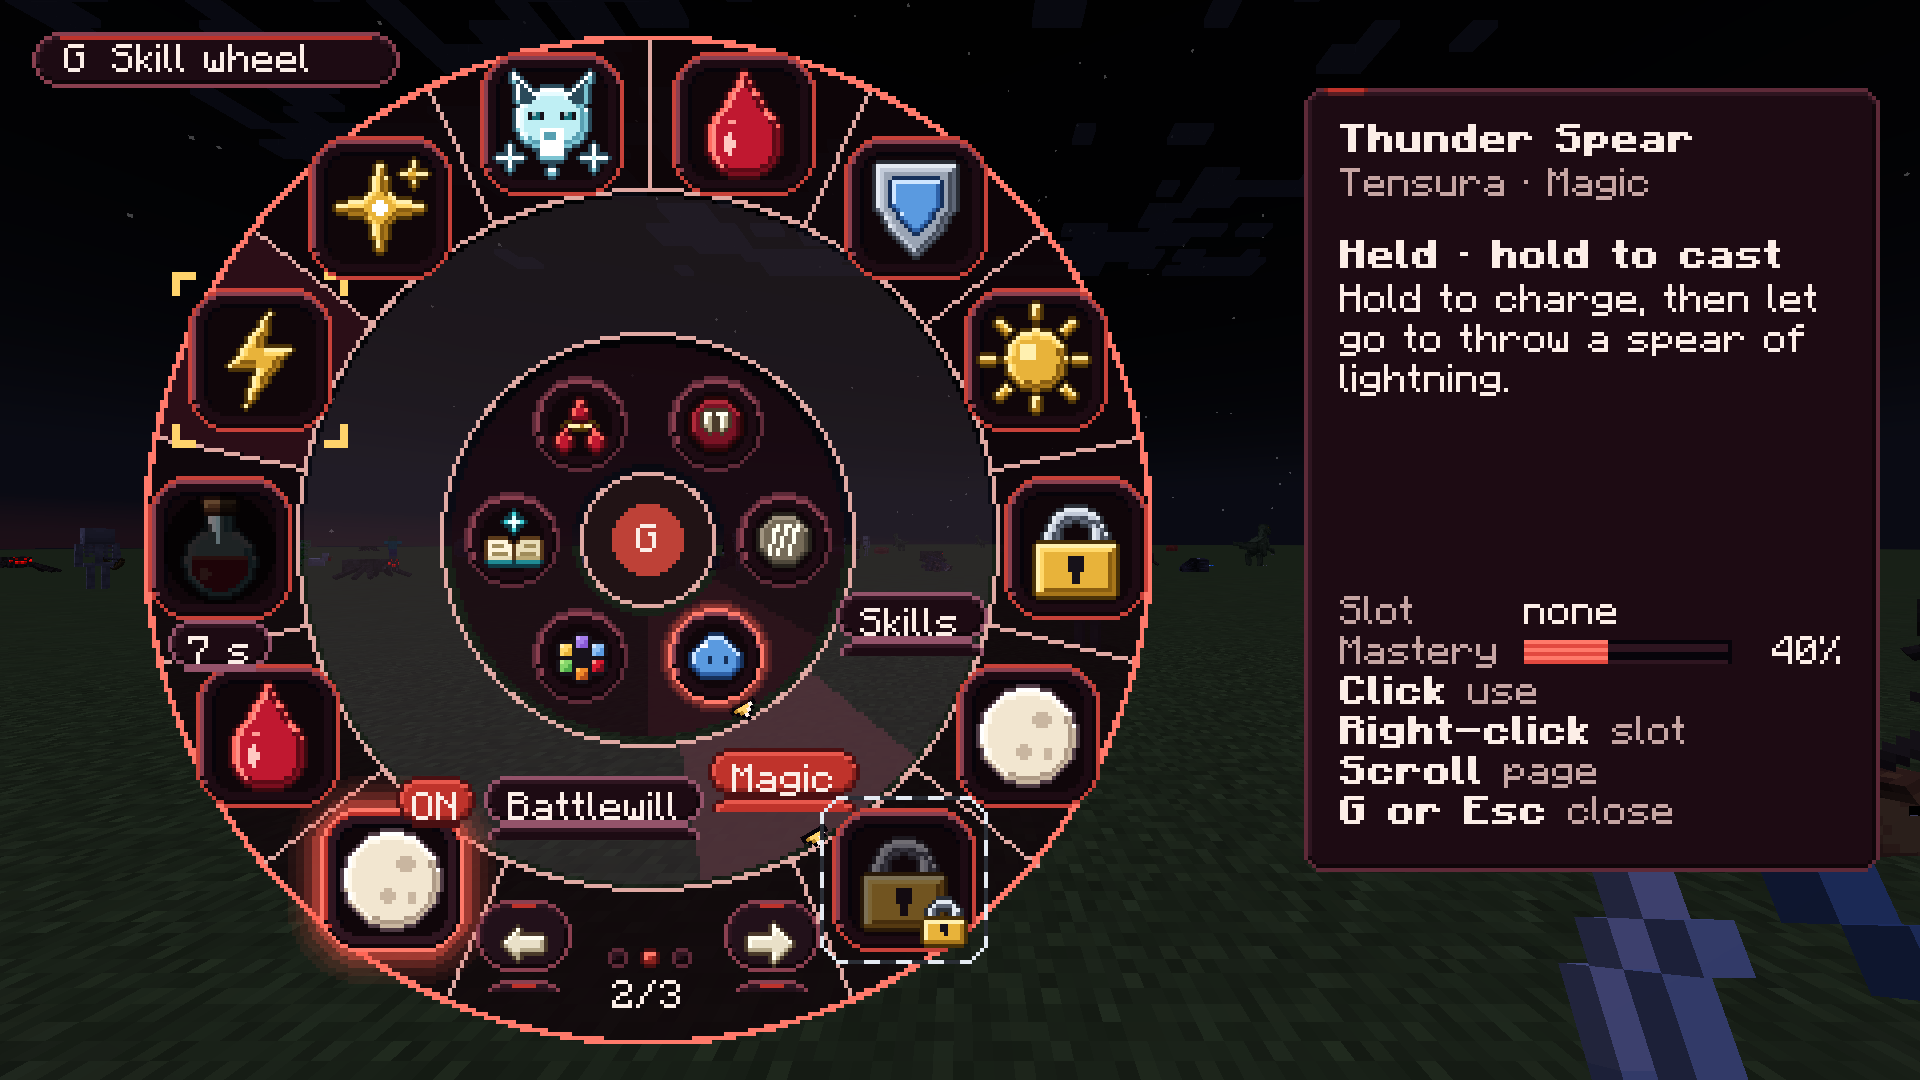 G Skill wheel
Thunder Spear
Tensura · Magic
Held · hold to cast
Hold to charge, then let
go to throw a spear of
lightning.
G
Skills
7 s
Magic
ON
Battlewill
2/3
Slot none
Mastery 40%
Click use
Right-click slot
Scroll page
G or Esc close